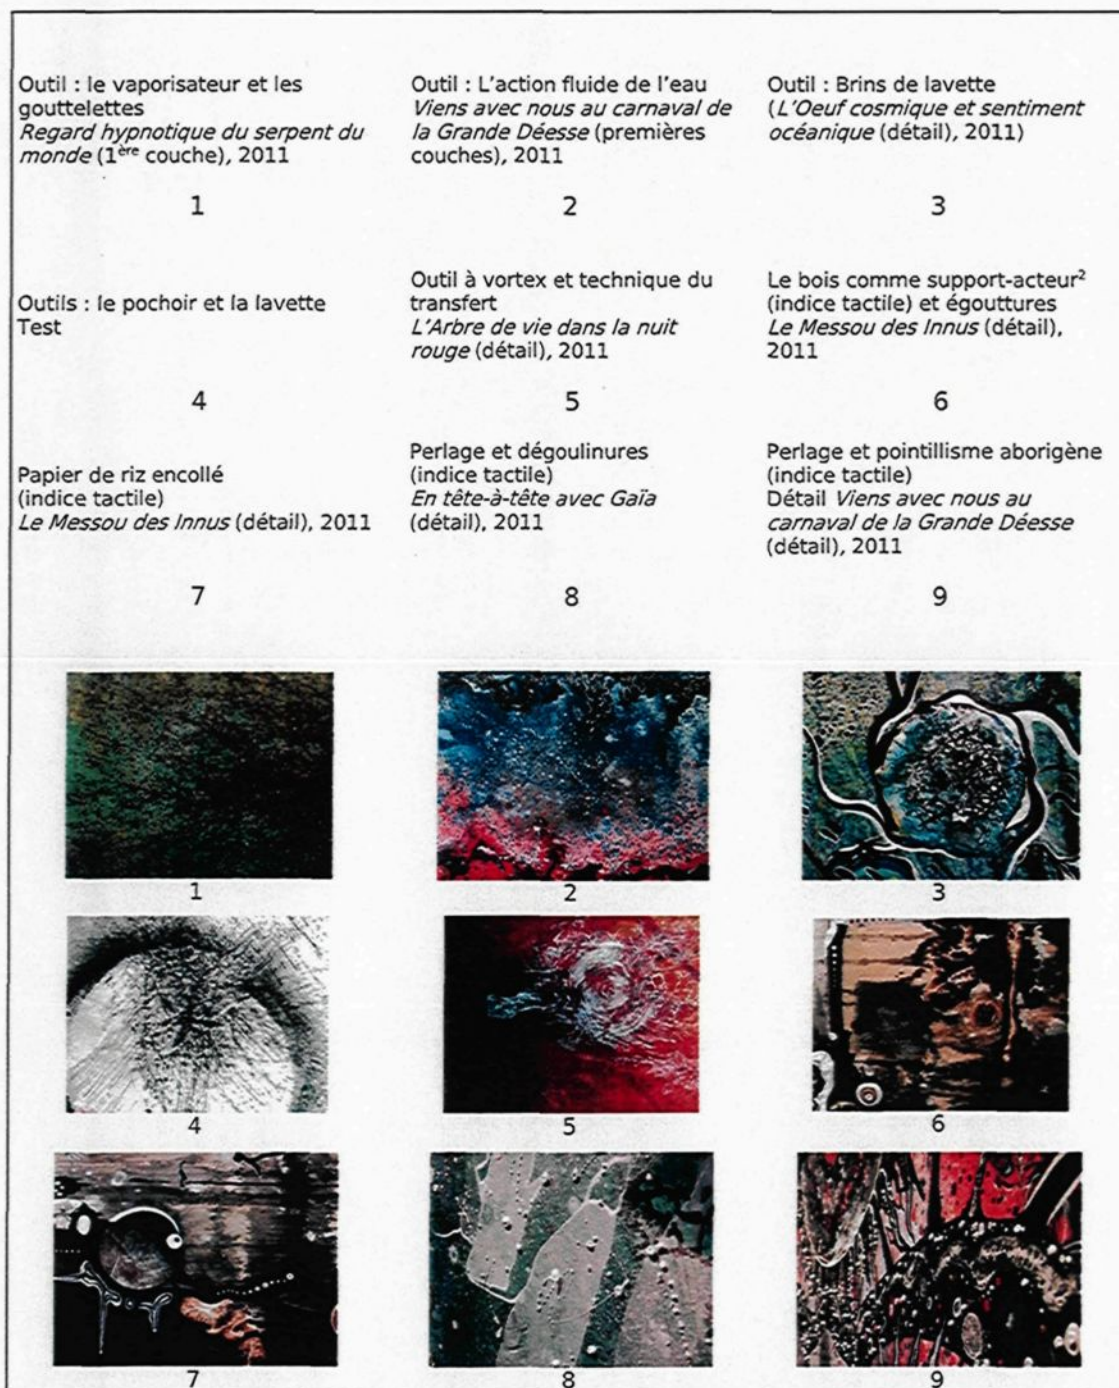 Outil : le vaporisateur et les
gouttelettes
Regard hypnotique du serpent du
monde (1ère couche), 2011
1
Outil : L'action fluide de l'eau
Viens avec nous au carnaval de
la Grande Déesse (premières
couches), 2011
2
Outil : Brins de lavette
(L'Oeuf cosmique et sentiment
océanique (détail), 2011)
3
Outils : le pochoir et la lavette
Test
4
Outil à vortex et technique du
transfert
L'Arbre de vie dans la nuit
rouge (détail), 2011
5
Le bois comme support-acteur²
(indice tactile) et égouttures
Le Messou des Innus (détail),
2011
6
Papier de riz encollé
(indice tactile)
Le Messou des Innus (détail), 2011
7
Perlage et dégoulinures
(indice tactile)
En tête-à-tête avec Gaïa
(détail), 2011
8
Perlage et pointillisme aborigène
(indice tactile)
Détail Viens avec nous au
carnaval de la Grande Déesse
(détail), 2011
9
1
2
3
4
5
6
7
8
9